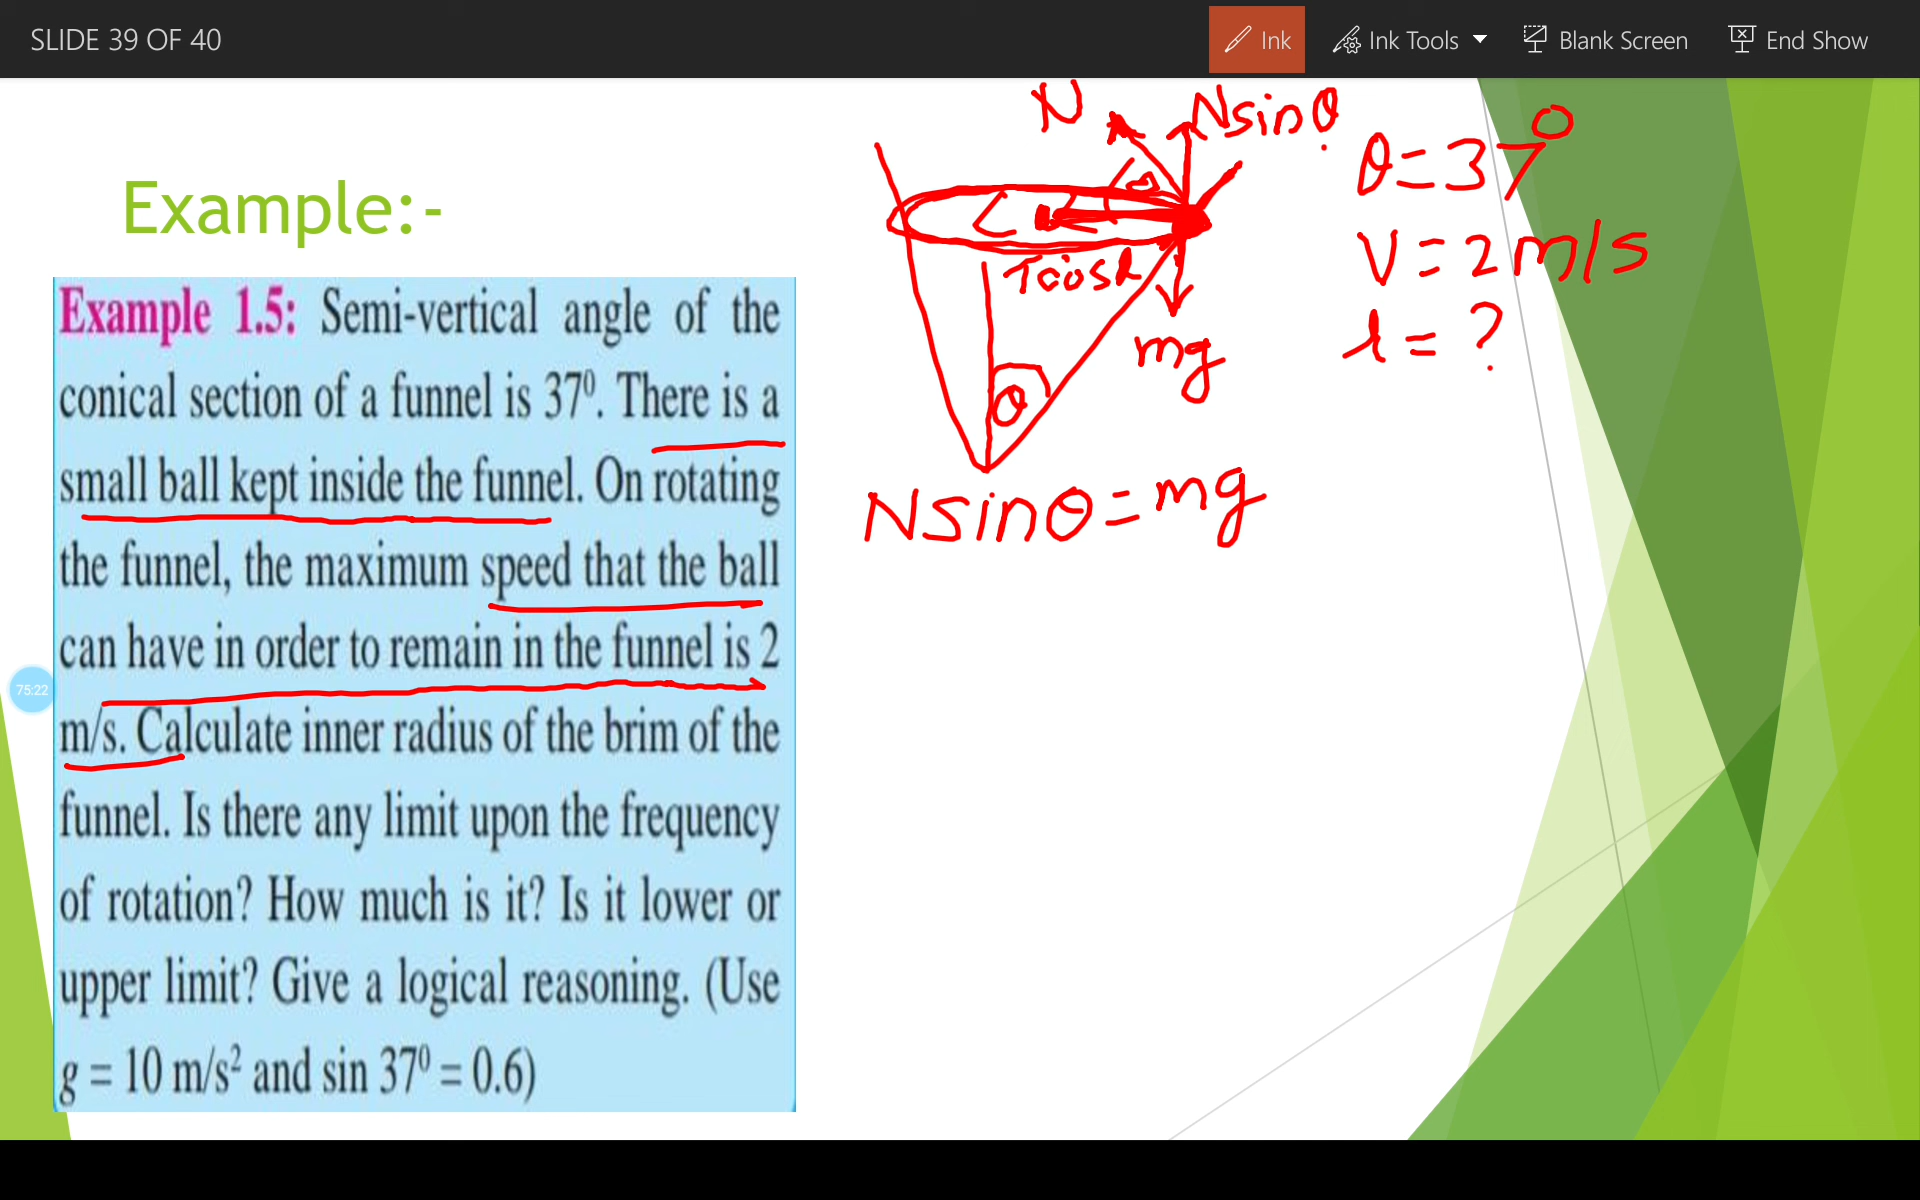 SLIDE 39 OF 40
Ink
Ink Tools
Blank Screen
End Show
Example:-
Example 1.5: Semi-vertical angle of the
conical section of a funnel is 37⁰. There is a
small ball kept inside the funnel. On rotating
the funnel, the maximum speed that the ball
can have in order to remain in the funnel is 2
m/s. Calculate inner radius of the brim of the
funnel. Is there any limit upon the frequency
of rotation? How much is it? Is it lower or
upper limit? Give a logical reasoning. (Use
g = 10 m/s² and sin 37⁰ = 0.6)
75:22
N
Nsinθ
θ=37⁰
V=2m/s
=?
mg
θ
Nsinθ=mg